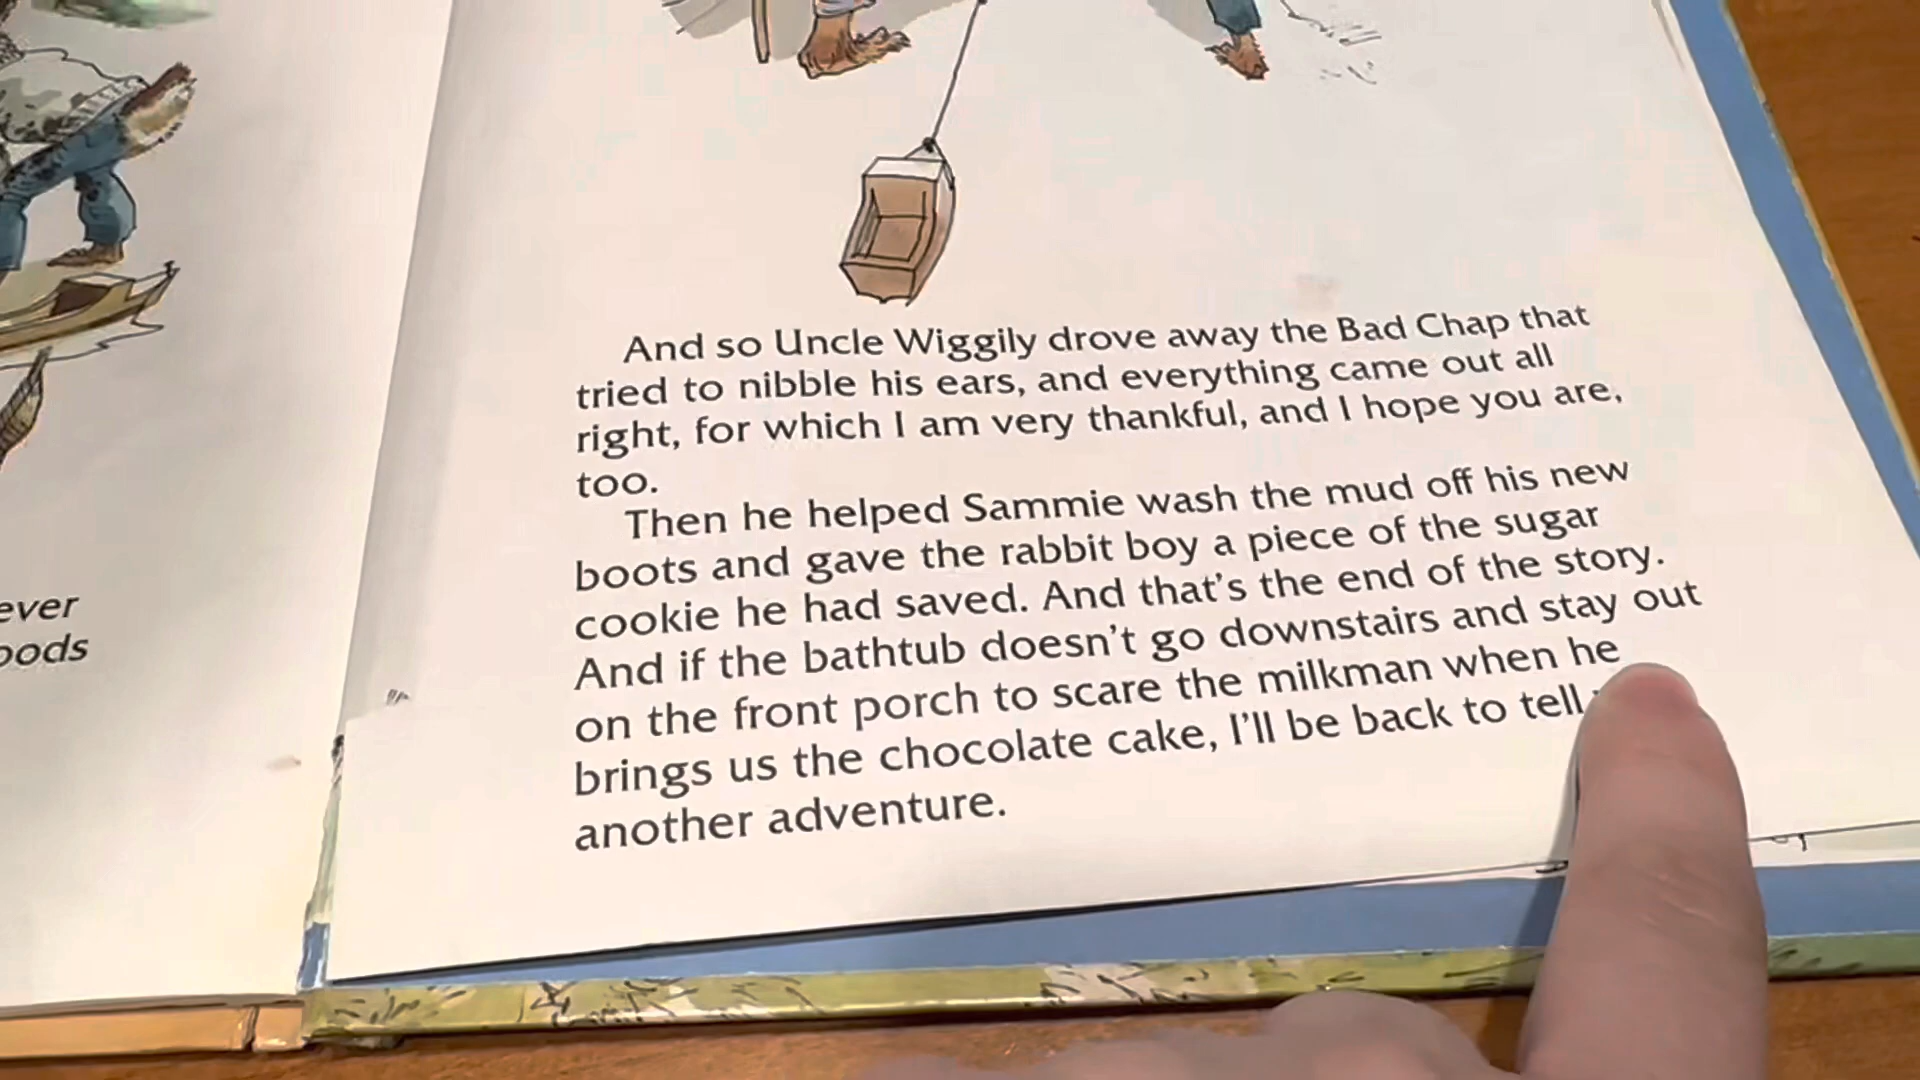 ever
oods
And so Uncle Wiggily drove away the Bad Chap that
tried to nibble his ears, and everything came out all
right, for which I am very thankful, and I hope you are,
too.
Then he helped Sammie wash the mud off his new
boots and gave the rabbit boy a piece of the sugar
cookie he had saved. And that's the end of the story.
And if the bathtub doesn't go downstairs and stay out
on the front porch to scare the milkman when he
brings us the chocolate cake, I'll be back to tell
another adventure.